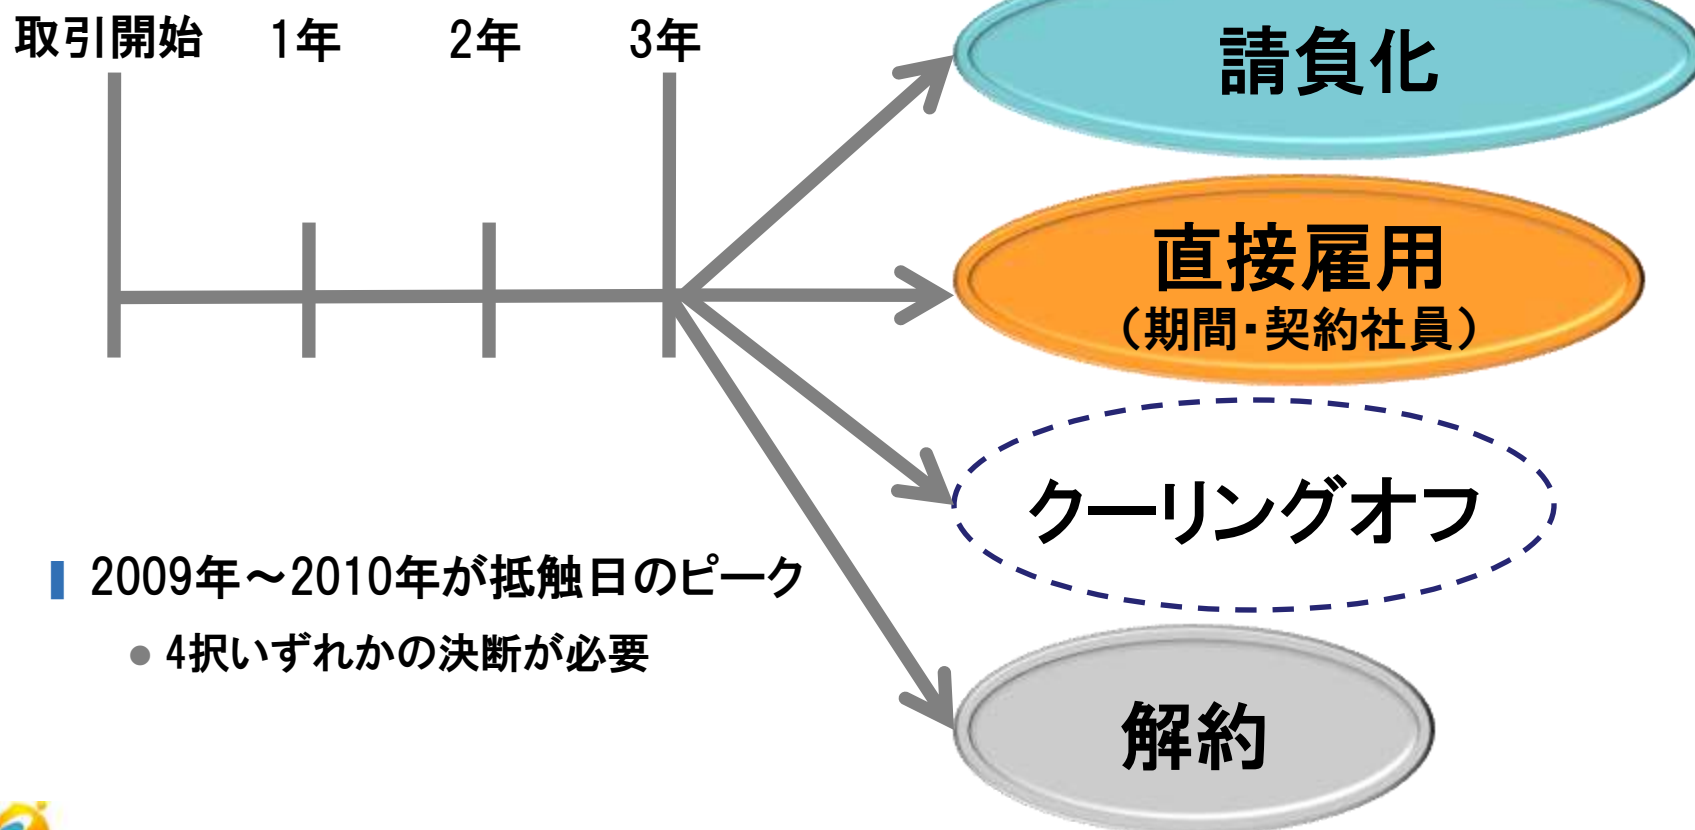 取引開始 1年 2年 3年
請負化
直接雇用
（期間・契約社員）
クーリングオフ
2009年～2010年が抵触日のピーク
4択いずれかの決断が必要
解約